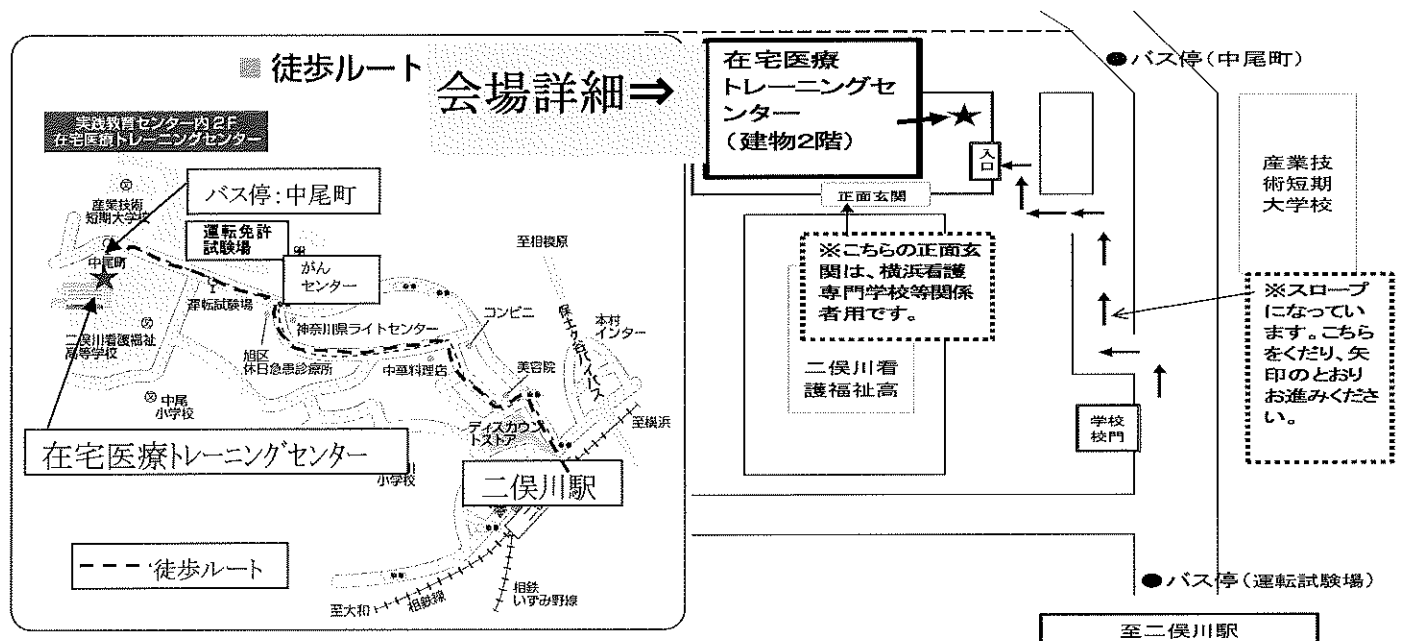 徒歩ルート
会場詳細⇒
実践教育センター内2F
在宅医療トレーニングセンター
バス停：中尾町
産業技術
短期大学校
運転免許
試験場
中尾町
がん
センター
至相模原
運転試験場
神奈川県ライトセンター
コンビニ
保土ケ谷バイパス
本村
インター
二俣川看護福祉
高等学校
旭区
休日急患診療所
中華料理店
美容院
中尾
小学校
ディスカウン
トストア
至横浜
在宅医療トレーニングセンター
小学校
二俣川駅
徒歩ルート
至大和
相鉄線
相鉄
いずみ野線
在宅医療
トレーニングセ
ンター
(建物2階)
バス停(中尾町)
入口
正面玄関
産業技
術短期
大学校
※こちらの正面玄
関は、横浜看護
専門学校等関係
者用です。
二俣川看
護福祉高
※スロープ
になってい
ます。こちら
をくだり、矢
印のとおり
お進みくださ
い。
学校
校門
バス停(運転試験場)
至二俣川駅